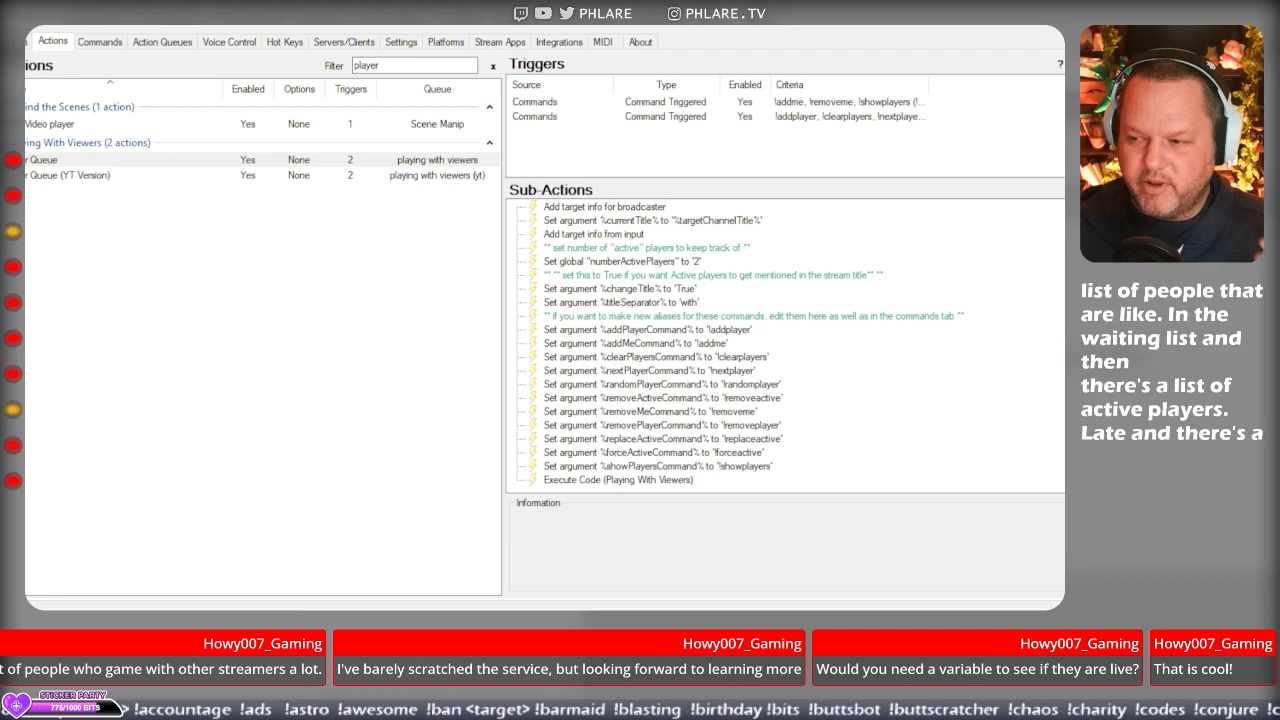 PHLARE
PHLARE.TV
Actions
Commands
Action Queues
Voice Control
Hot Keys
Servers/Clients
Settings
Platforms
Stream Apps
Integrations
MIDI
About
ions
Filter
player
x
Enabled
Options
Triggers
Queue
ind the Scenes (1 action)
Video player
Yes
None
1
Scene Manip
ying With Viewers (2 actions)
r Queue
Yes
None
2
playing with viewers
r Queue (YT Version)
Yes
None
2
playing with viewers (yt)
Triggers
?
Source
Type
Enabled
Criteria
Commands
Command Triggered
Yes
!addme, !removeme, !showplayers (!...
Commands
Command Triggered
Yes
!addplayer, !clearplayers, !nextplaye...
Sub-Actions
Add target info for broadcaster
Set argument %currentTitle% to '"%targetChannelTitle%'
Add target info from input
** set number of "active" players to keep track of **
Set global "numberActivePlayers" to '2'
** ** set this to True if you want Active players to get mentioned in the stream title** **
Set argument %changeTitle% to 'True'
Set argument %titleSeparator% to 'with'
** if you want to make new aliases for these commands, edit them here as well as in the commands tab **
Set argument %addPlayerCommand% to '!addplayer'
Set argument %addMeCommand% to '!addme'
Set argument %clearPlayersCommand% to '!clearplayers'
Set argument %nextPlayerCommand% to '!nextplayer'
Set argument %randomPlayerCommand% to '!randomplayer'
Set argument %removeActiveCommand% to '!removeactive'
Set argument %removeMeCommand% to '!removeme'
Set argument %removePlayerCommand% to '!removeplayer'
Set argument %replaceActiveCommand% to '!replaceactive'
Set argument %forceActiveCommand% to '!forceactive'
Set argument %showPlayersCommand% to '!showplayers'
Execute Code (Playing With Viewers)
Information
list of people that
are like. In the
waiting list and
then
there's a list of
active players.
Late and there's a
Howy007_Gaming
t of people who game with other streamers a lot.
Howy007_Gaming
I've barely scratched the service, but looking forward to learning more
Howy007_Gaming
Would you need a variable to see if they are live?
Howy007_Gaming
That is cool!
STICKER PARTY
775/1000 BITS
> !accountage !ads !astro !awesome !ban <target> !barmaid !blasting !birthday !bits !buttsbot !buttscratcher !chaos !charity !codes !conjure !c